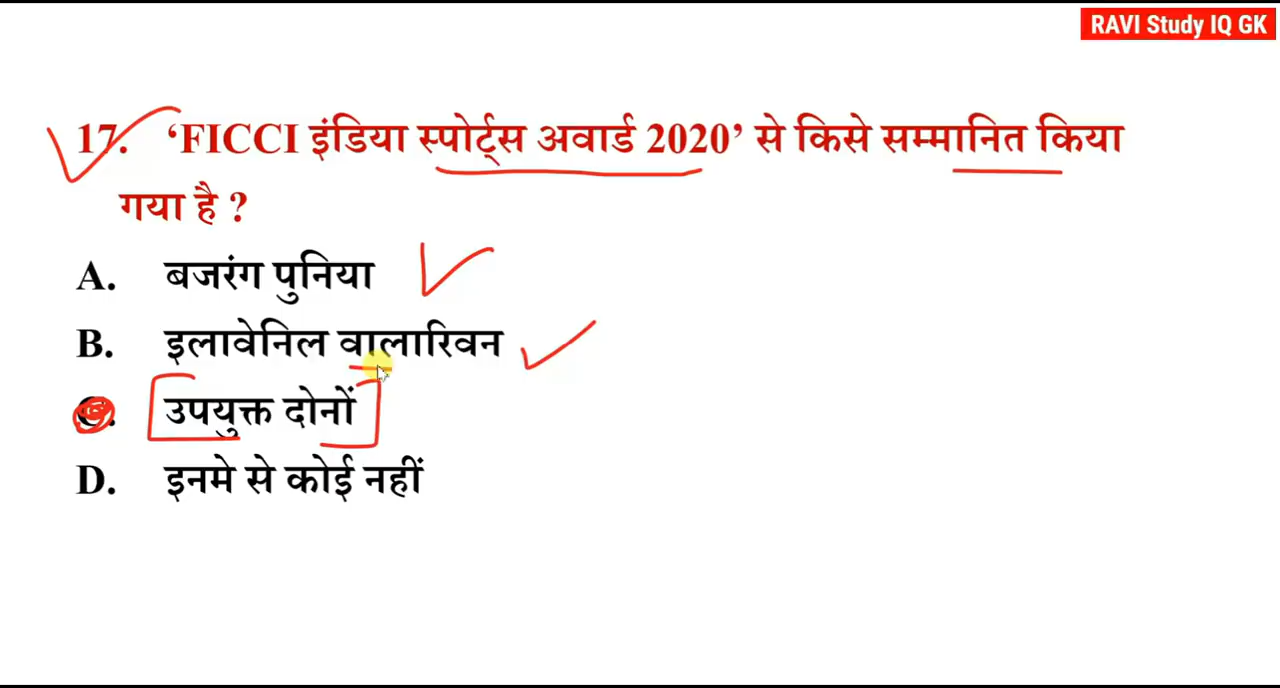 RAVI Study IQ GK
17. ‘FICCI इंडिया स्पोर्ट्स अवार्ड 2020’ से किसे सम्मानित किया
गया है ?
A. बजरंग पुनिया
B. इलावेनिल वालारिवन
C. उपयुक्त दोनों
D. इनमे से कोई नहीं